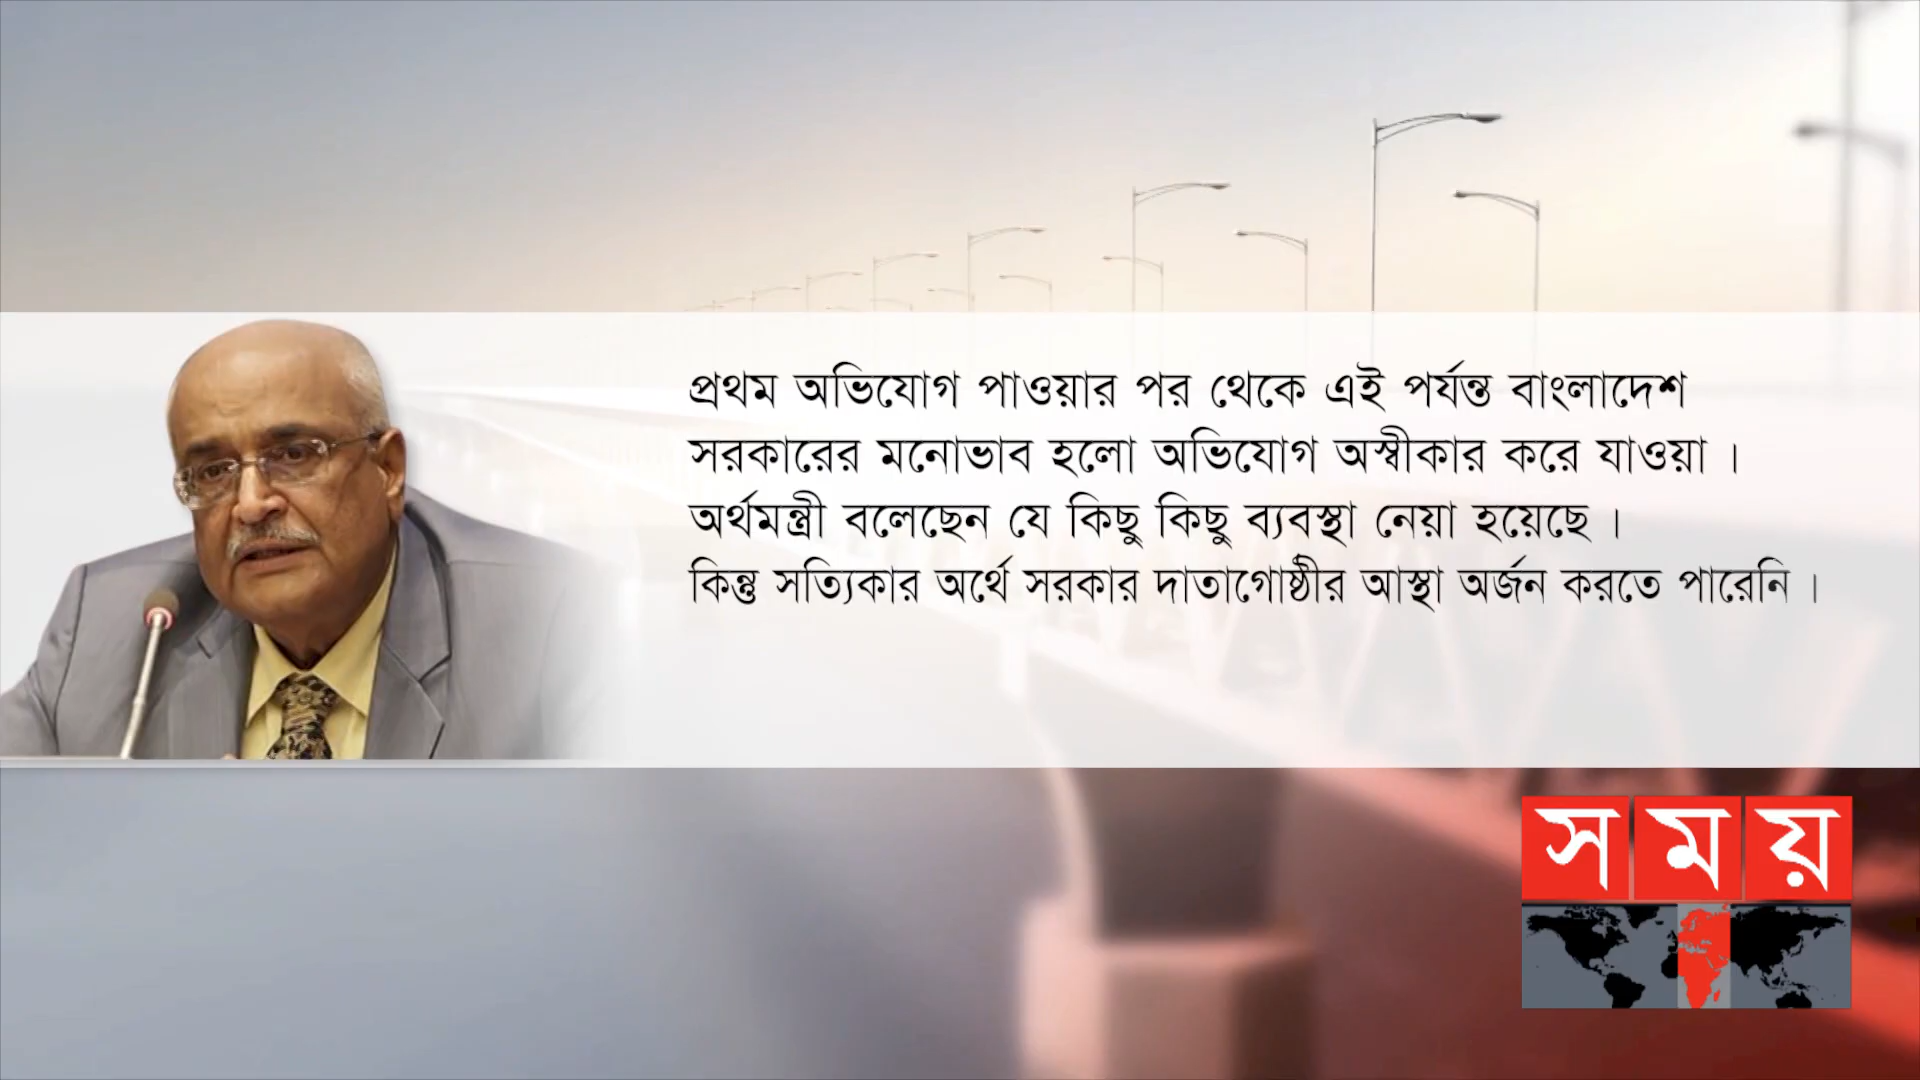 প্রথম অভিযোগ পাওয়ার পর থেকে এই পর্যন্ত বাংলাদেশ
সরকারের মনোভাব হলো অভিযোগ অস্বীকার করে যাওয়া ।
অর্থমন্ত্রী বলেছেন যে কিছু কিছু ব্যবস্থা নেয়া হয়েছে ।
কিন্তু সত্যিকার অর্থে সরকার দাতাগোষ্ঠীর আস্থা অর্জন করতে পারেনি ।
সময়